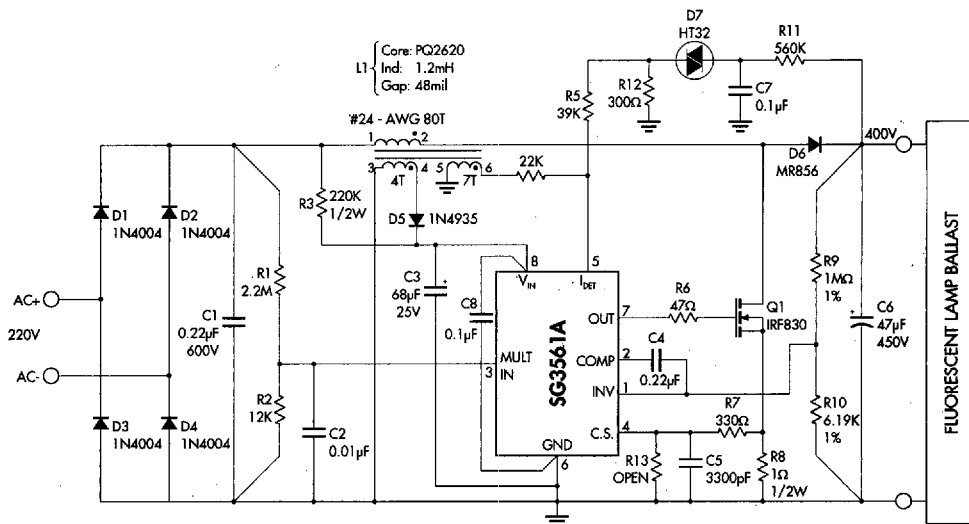 D7
HT32
R11
560K
Core: PQ2620
L1 Ind: 1.2mH
Gap: 48mil
R12
300Ω
C7
0.1µF
R5
39K
#24 - AWG 80T
1 2
400V
D6
MR856
3 4 5 6
4T 7T
22K
R3 220K
1/2W
D5 1N4935
D1
1N4004
D2
1N4004
R1
2.2M
C3
68µF
25V
C8
0.1µF
8
VIN
5
IDET
R9
1MΩ
1%
AC+
220V
AC-
C1
0.22µF
600V
7
OUT
R6
47Ω
Q1
IRF830
C6
47µF
450V
MULT
IN
3
SG3561A
COMP
2
C4
0.22µF
INV
1
R2
12K
C2
0.01µF
C.S.
4
R7
330Ω
R10
6.19K
1%
D3
1N4004
D4
1N4004
GND
6
R13
OPEN
C5
3300pF
R8
1Ω
1/2W
FLUORESCENT LAMP BALLAST